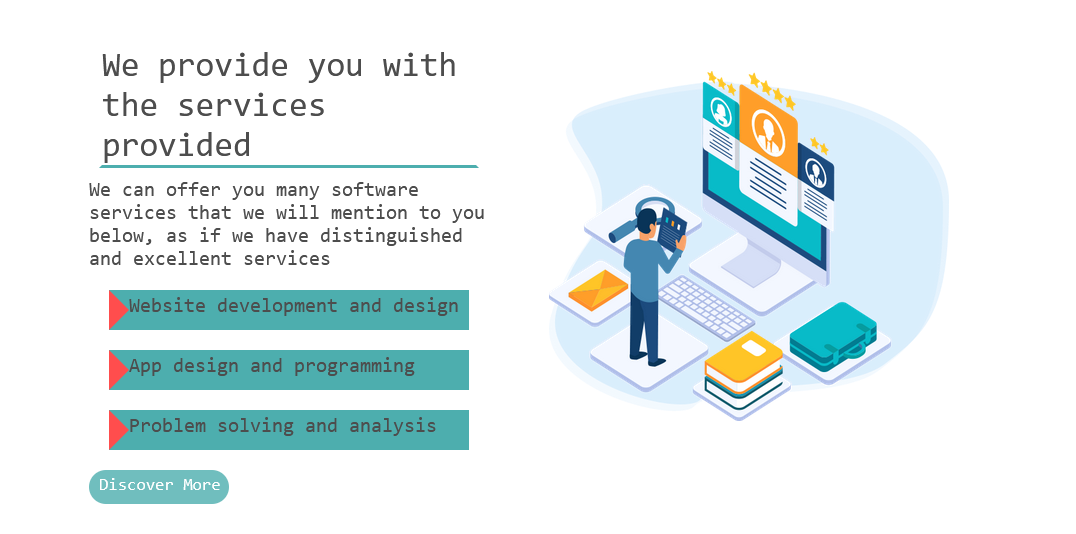 We provide you with
the services
provided
We can offer you many software
services that we will mention to you
below, as if we have distinguished
and excellent services
Website development and design
App design and programming
Problem solving and analysis
Discover More